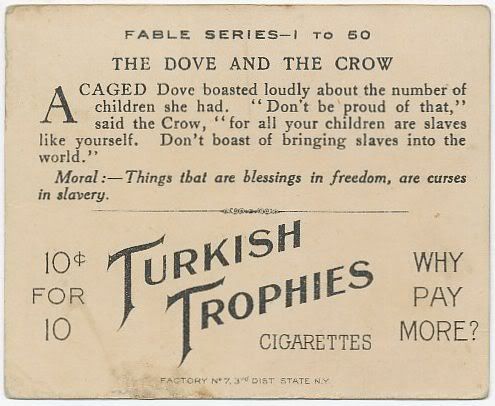 FABLE SERIES—1 TO 50
THE DOVE AND THE CROW
A CAGED Dove boasted loudly about the number of
children she had. "Don't be proud of that,"
said the Crow, "for all your children are slaves
like yourself. Don't boast of bringing slaves into the
world."
Moral:—Things that are blessings in freedom, are curses
in slavery.
10¢
FOR
10
TURKISH
TROPHIES
CIGARETTES
WHY
PAY
MORE?
FACTORY Nº 7, 3rd DIST. STATE N.Y.